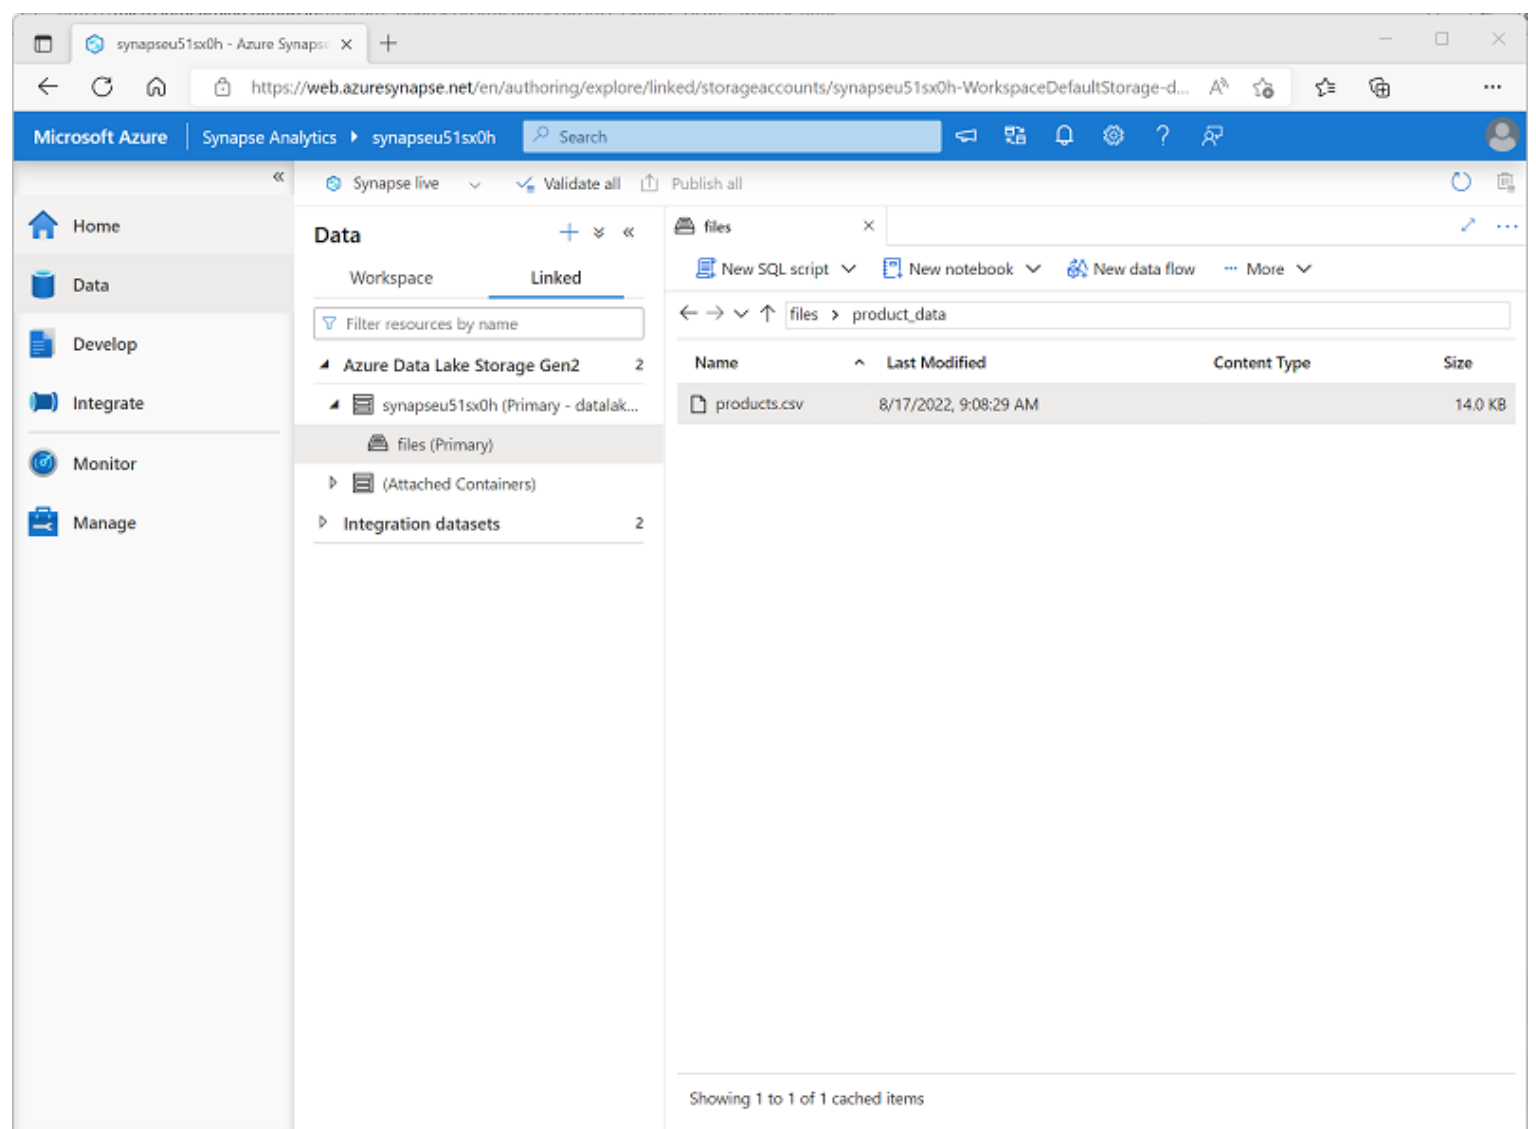 synapseu51sx0h - Azure Synaps
https://web.azuresynapse.net/en/authoring/explore/linked/storageaccounts/synapseu51sx0h-WorkspaceDefaultStorage-d...
Microsoft Azure
Synapse Analytics
synapseu51sx0h
Search
Synapse live
Validate all
Publish all
Home
Data
Develop
Integrate
Monitor
Manage
Data
Workspace
Linked
Filter resources by name
Azure Data Lake Storage Gen2 2
synapseu51sx0h (Primary - datalak...
files (Primary)
(Attached Containers)
Integration datasets 2
files
New SQL script
New notebook
New data flow
More
files > product_data
Name Last Modified Content Type Size
products.csv 8/17/2022, 9:08:29 AM 14.0 KB
Showing 1 to 1 of 1 cached items